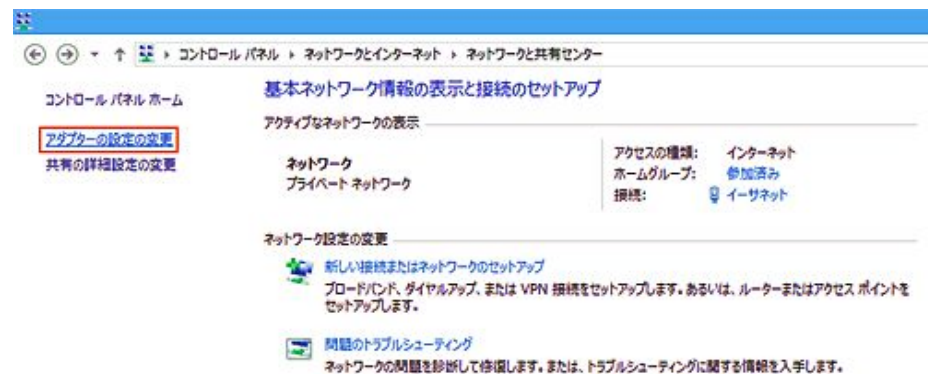 コントロール パネル ネットワークとインターネット ネットワークと共有センター
コントロール パネル ホーム
アダプターの設定の変更
共有の詳細設定の変更
基本ネットワーク情報の表示と接続のセットアップ
アクティブなネットワークの表示
ネットワーク
プライベート ネットワーク
アクセスの種類: インターネット
ホームグループ: 参加済み
接続: イーサネット
ネットワーク設定の変更
新しい接続またはネットワークのセットアップ
ブロードバンド、ダイヤルアップ、または VPN 接続をセットアップします。あるいは、ルーターまたはアクセス ポイントを
セットアップします。
問題のトラブルシューティング
ネットワークの問題を診断して修復します。または、トラブルシューティングに関する情報を入手します。